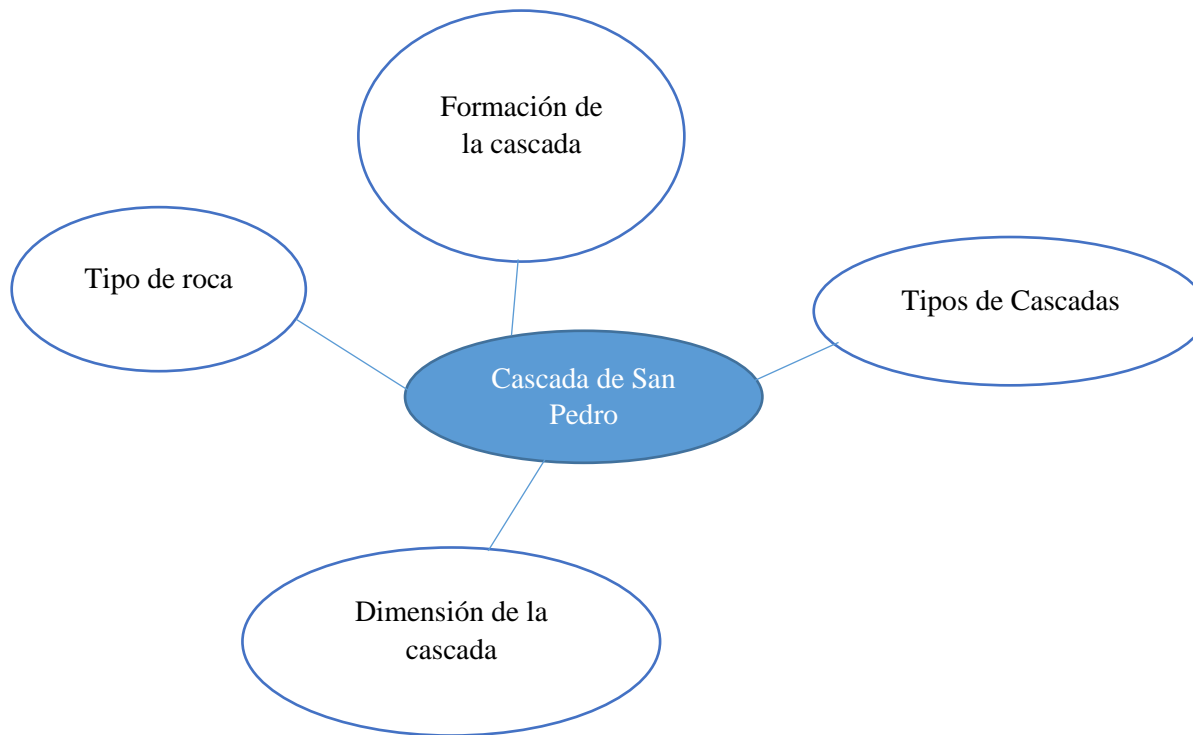 Formación de
la cascada
Tipo de roca
Tipos de Cascadas
Cascada de San
Pedro
Dimensión de la
cascada